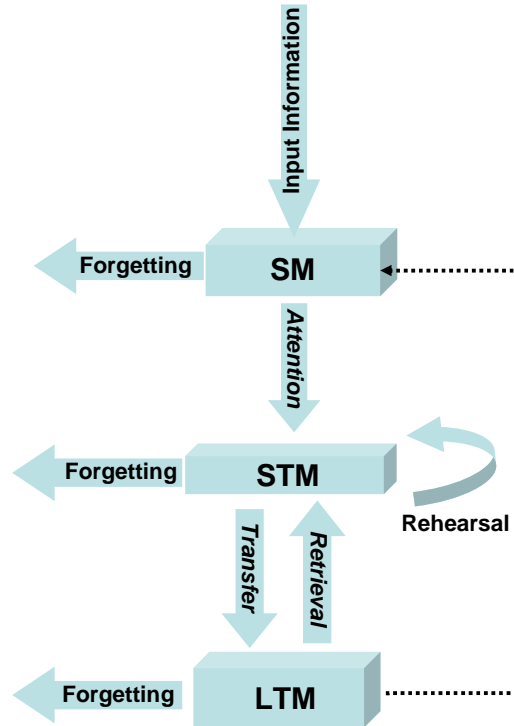 Input Information
Forgetting
SM
Attention
Forgetting
STM
Rehearsal
Transfer
Retrieval
Forgetting
LTM